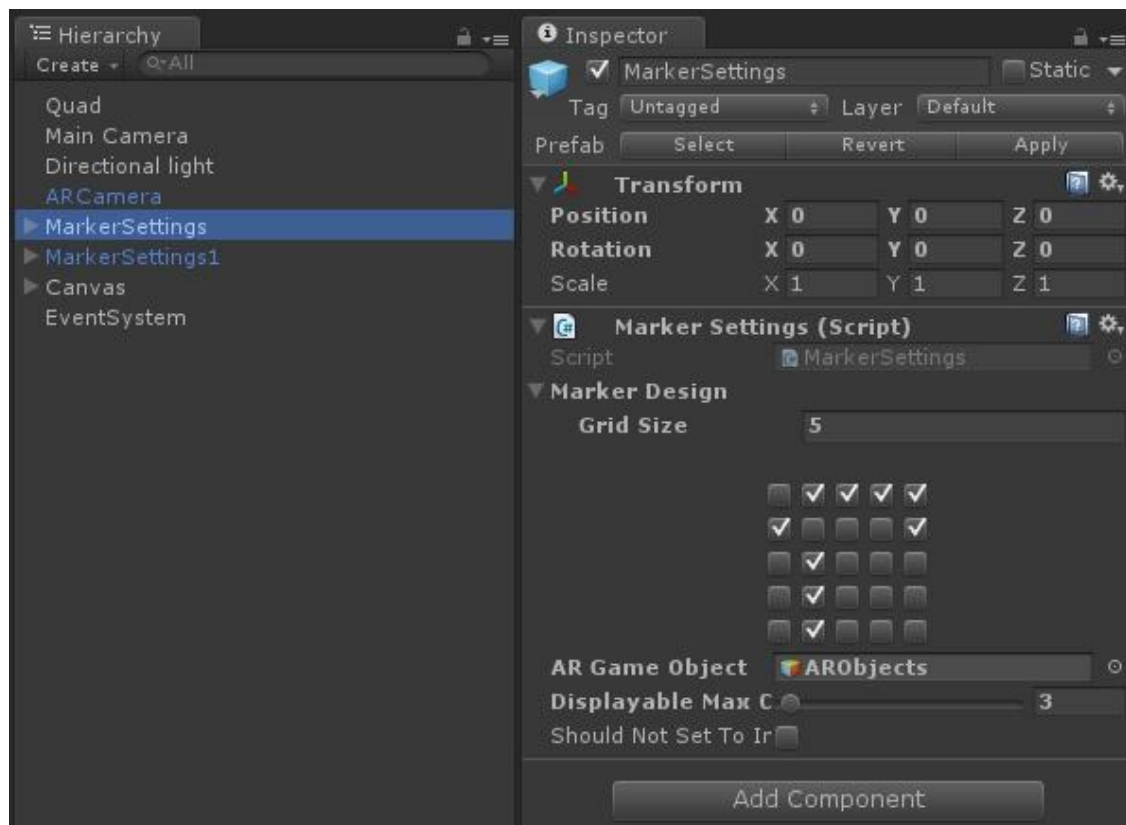 Hierarchy
Create All
Quad
Main Camera
Directional light
ARCamera
MarkerSettings
MarkerSettings1
Canvas
EventSystem
Inspector
MarkerSettings Static
Tag Untagged Layer Default
Prefab Select Revert Apply
Transform
Position X 0 Y 0 Z 0
Rotation X 0 Y 0 Z 0
Scale X 1 Y 1 Z 1
Marker Settings (Script)
Script MarkerSettings
Marker Design
Grid Size 5
AR Game Object ARObjects
Displayable Max C 3
Should Not Set To Ir
Add Component